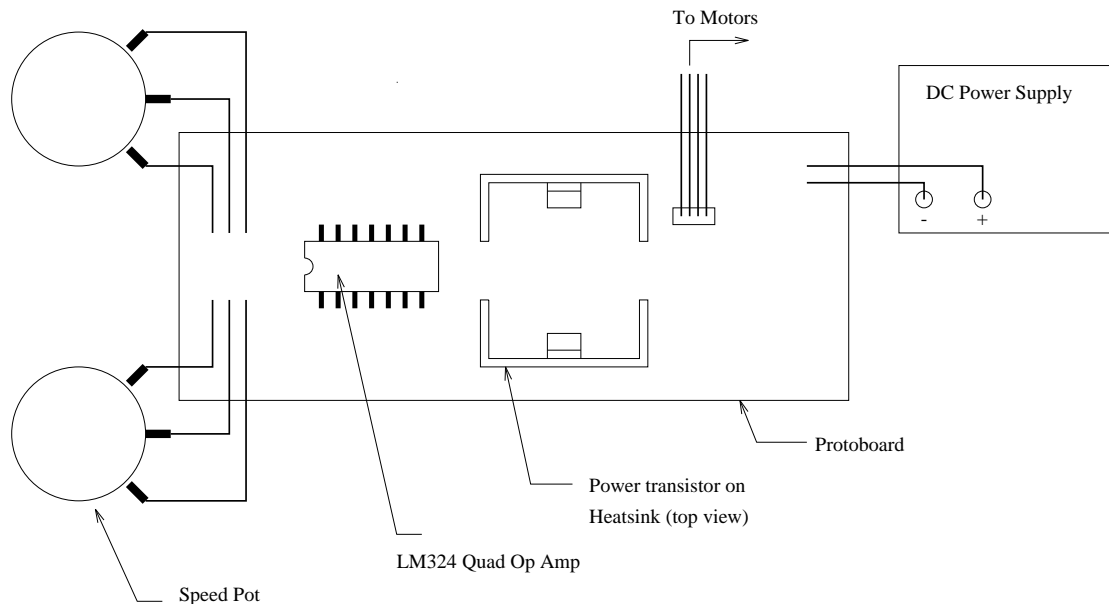 To Motors
DC Power Supply
- +
Protoboard
Power transistor on
Heatsink (top view)
LM324 Quad Op Amp
Speed Pot